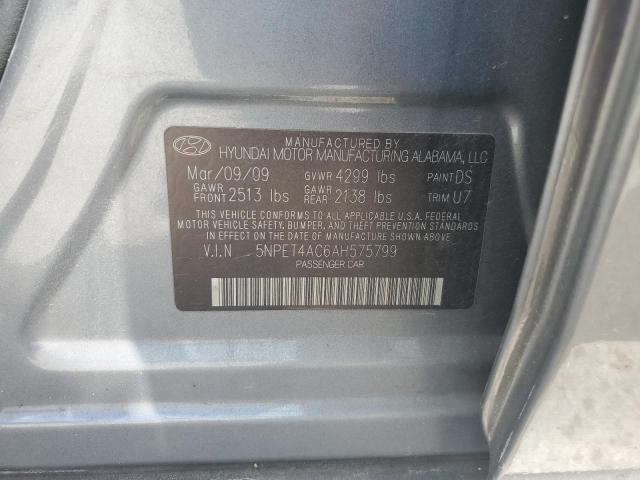 MANUFACTURED BY
HYUNDAI MOTOR MANUFACTURING ALABAMA, LLC
Mar/09/09 GVWR 4299 lbs PAINT DS
GAWR FRONT 2513 lbs GAWR REAR 2138 lbs TRIM U7
THIS VEHICLE CONFORMS TO ALL APPLICABLE U.S.A. FEDERAL
MOTOR VEHICLE SAFETY, BUMPER, AND THEFT PREVENTION STANDARDS
IN EFFECT ON THE DATE OF MANUFACTURE SHOWN ABOVE.
V.I.N 5NPET4AC6AH575799
PASSENGER CAR